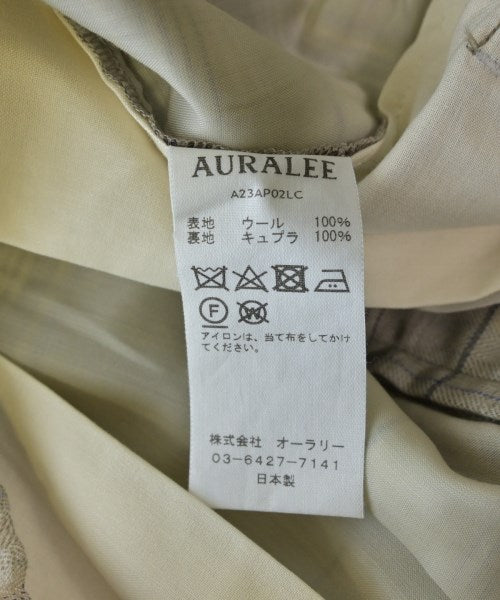 AURALEE
A23AP02LC
表地 ウール 100%
裏地 キュプラ 100%
F W
アイロンは、当て布をしてかけ
てください。
株式会社 オーラリー
03-6427-7141
日本製